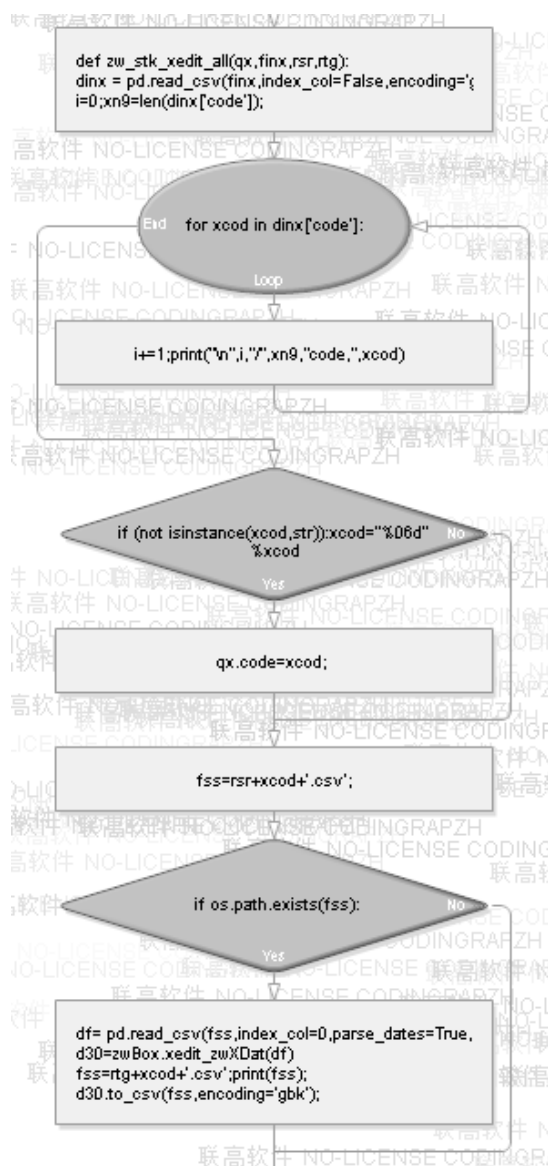 def zw_stk_xedit_all(qx,finx,rsr,rtg):
dinx = pd.read_csv(finx,index_col=False,encoding='g
i=0;xn9=len(dinx['code']);
for xcod in dinx['code']:
End
Loop
i+=1;print("\n",i,"/",xn9,"code,",xcod)
if (not isinstance(xcod,str)):xcod="%06d"
%xcod
No
Yes
qx.code=xcod;
fss=rsr+xcod+'.csv';
if os.path.exists(fss):
No
Yes
df= pd.read_csv(fss,index_col=0,parse_dates=True,
d30=zwBox.xedit_zwXDat(df)
fss=rtg+xcod+'.csv';print(fss);
d30.to_csv(fss,encoding='gbk');
联高软件 NO-LICENSE CODINGRAPZH